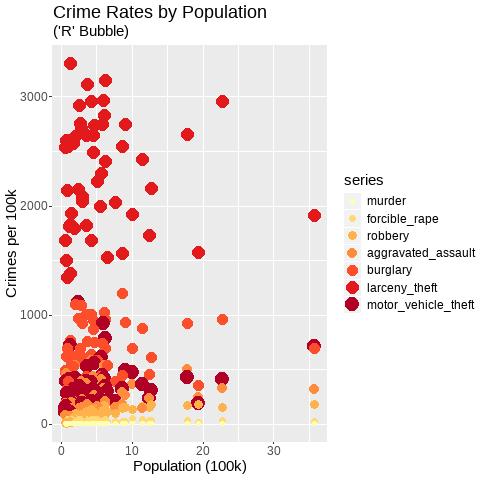 Crime Rates by Population
('R' Bubble)
Crimes per 100k
3000
2000
1000
0
0 10 20 30
Population (100k)
series
murder
forcible_rape
robbery
aggravated_assault
burglary
larceny_theft
motor_vehicle_theft